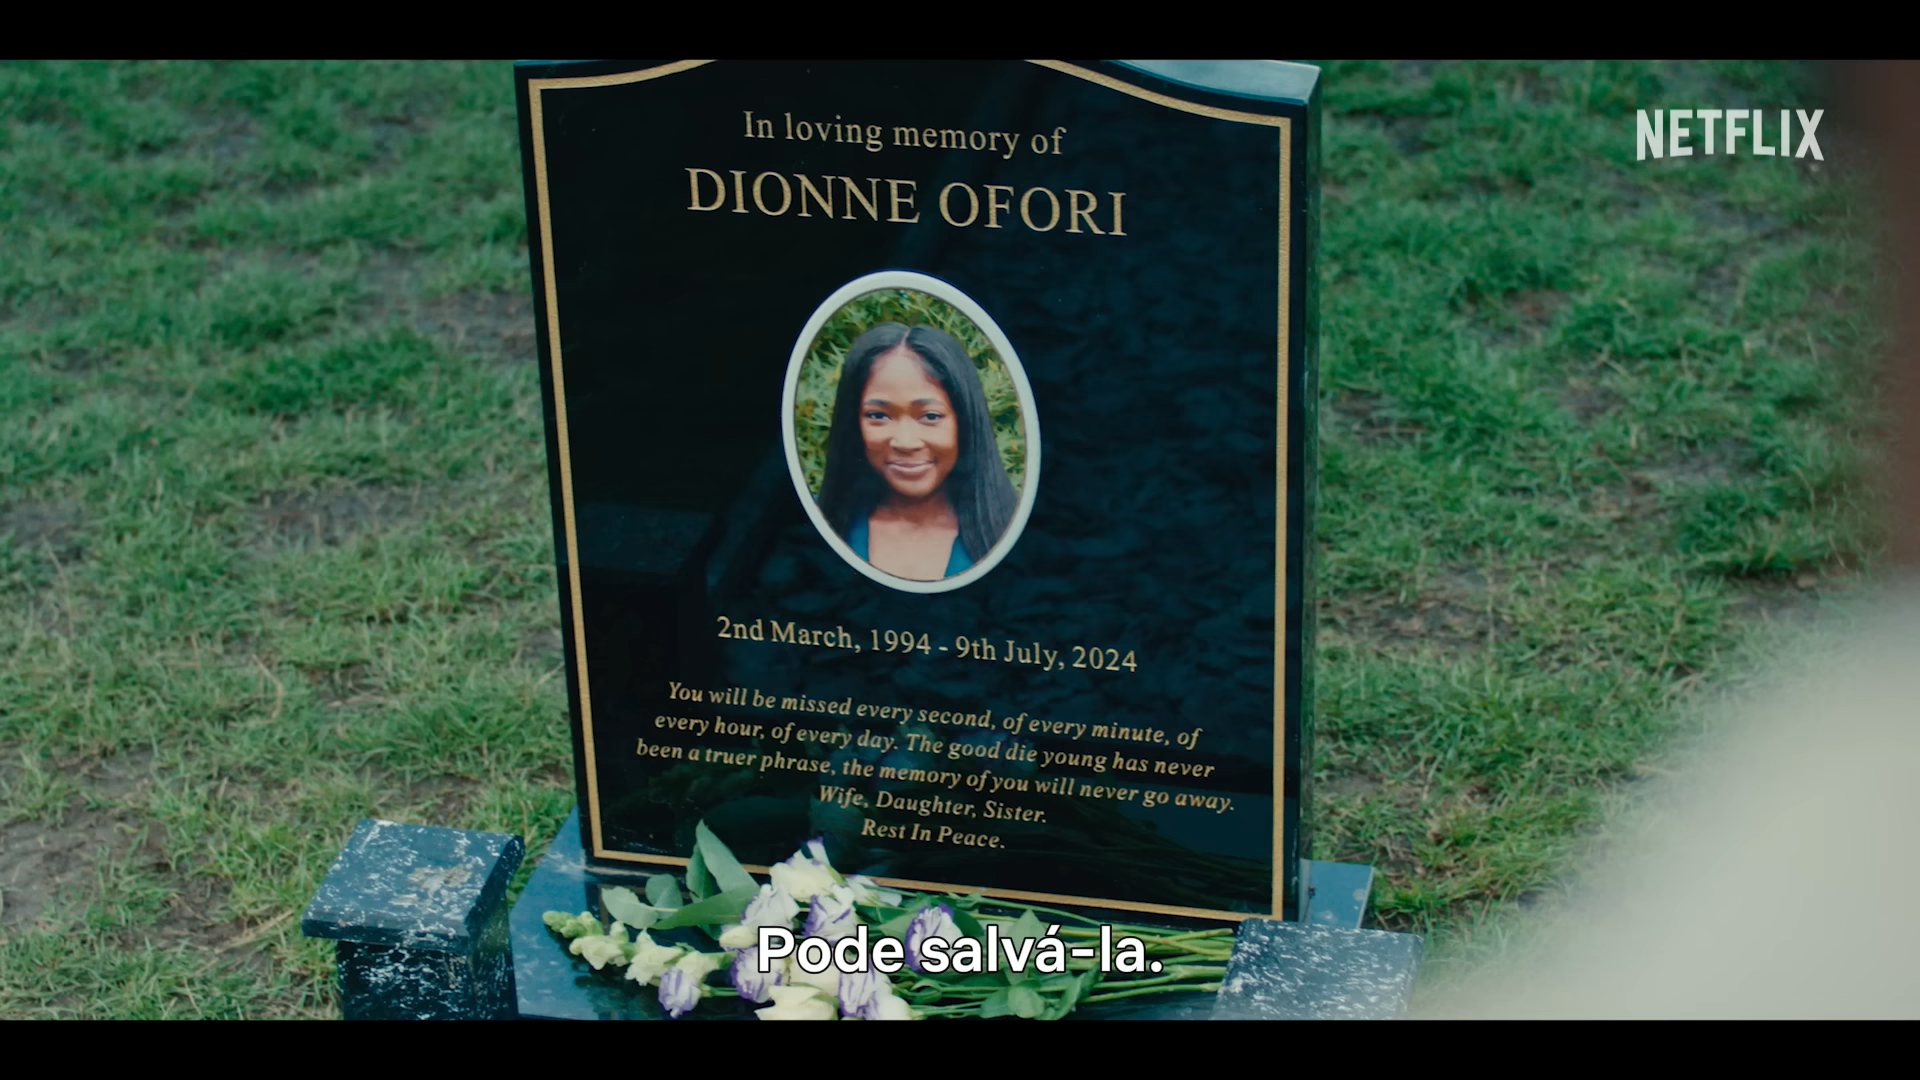 NETFLIX
In loving memory of
DIONNE OFORI
2nd March, 1994 - 9th July, 2024
You will be missed every second, of every minute, of
every hour, of every day. The good die young has never
been a truer phrase, the memory of you will never go away.
Wife, Daughter, Sister.
Rest In Peace.
Pode salvá-la.